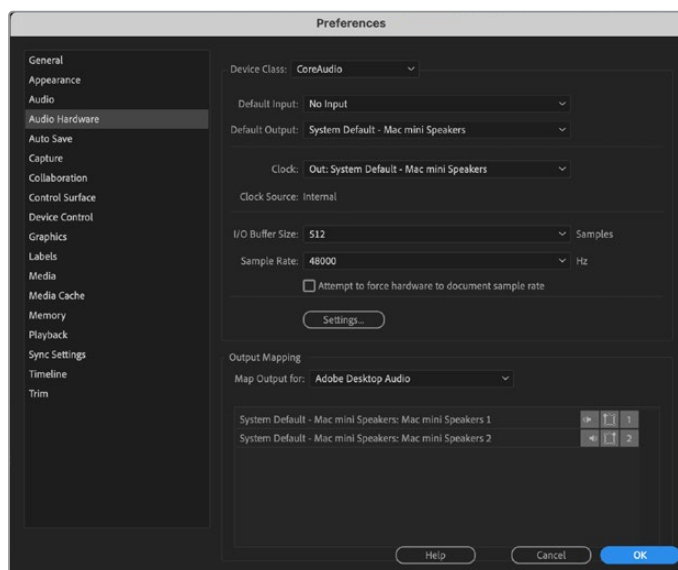 Preferences
General
Appearance
Audio
Audio Hardware
Auto Save
Capture
Collaboration
Control Surface
Device Control
Graphics
Labels
Media
Media Cache
Memory
Playback
Sync Settings
Timeline
Trim
Device Class: CoreAudio
Default Input: No Input
Default Output: System Default - Mac mini Speakers
Clock: Out: System Default - Mac mini Speakers
Clock Source: Internal
I/O Buffer Size: 512 Samples
Sample Rate: 48000 Hz
Attempt to force hardware to document sample rate
Settings...
Output Mapping
Map Output for: Adobe Desktop Audio
System Default - Mac mini Speakers: Mac mini Speakers 1 1
System Default - Mac mini Speakers: Mac mini Speakers 2 2
Help Cancel OK